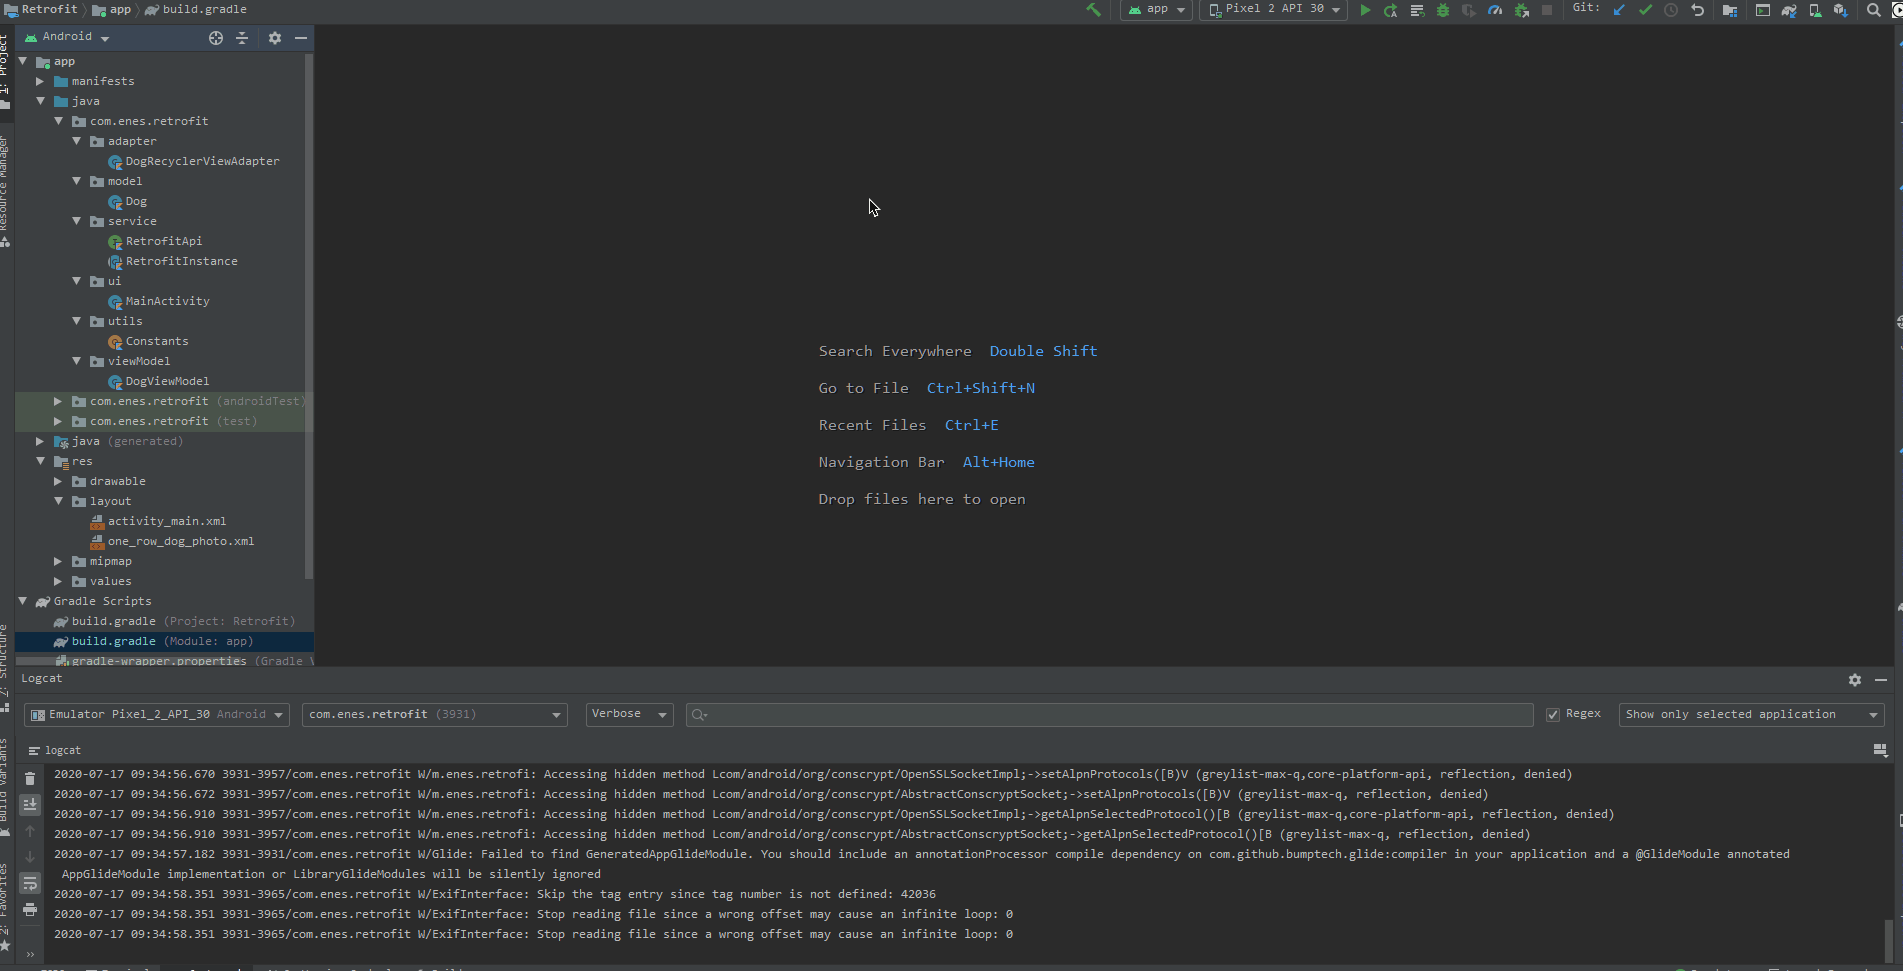 Retrofit app build.gradle
app Pixel 2 API 30 Git:
Android
1: Project
Resource Manager
Z: Structure
Build Variants
2: Favorites
app
manifests
java
com.enes.retrofit
adapter
DogRecyclerViewAdapter
model
Dog
service
RetrofitApi
RetrofitInstance
ui
MainActivity
utils
Constants
viewModel
DogViewModel
com.enes.retrofit (androidTest)
com.enes.retrofit (test)
java (generated)
res
drawable
layout
activity_main.xml
one_row_dog_photo.xml
mipmap
values
Gradle Scripts
build.gradle (Project: Retrofit)
build.gradle (Module: app)
gradle-wrapper.properties (Gradle
Search Everywhere Double Shift
Go to File Ctrl+Shift+N
Recent Files Ctrl+E
Navigation Bar Alt+Home
Drop files here to open
Logcat
Emulator Pixel_2_API_30 Android com.enes.retrofit (3931) Verbose Regex Show only selected application
logcat
2020-07-17 09:34:56.670 3931-3957/com.enes.retrofit W/m.enes.retrofi: Accessing hidden method Lcom/android/org/conscrypt/OpenSSLSocketImpl;->setAlpnProtocols([B)V (greylist-max-q,core-platform-api, reflection, denied)
2020-07-17 09:34:56.672 3931-3957/com.enes.retrofit W/m.enes.retrofi: Accessing hidden method Lcom/android/org/conscrypt/AbstractConscryptSocket;->setAlpnProtocols([B)V (greylist-max-q, reflection, denied)
2020-07-17 09:34:56.910 3931-3957/com.enes.retrofit W/m.enes.retrofi: Accessing hidden method Lcom/android/org/conscrypt/OpenSSLSocketImpl;->getAlpnSelectedProtocol()[B (greylist-max-q,core-platform-api, reflection, denied)
2020-07-17 09:34:56.910 3931-3957/com.enes.retrofit W/m.enes.retrofi: Accessing hidden method Lcom/android/org/conscrypt/AbstractConscryptSocket;->getAlpnSelectedProtocol()[B (greylist-max-q, reflection, denied)
2020-07-17 09:34:57.182 3931-3931/com.enes.retrofit W/Glide: Failed to find GeneratedAppGlideModule. You should include an annotationProcessor compile dependency on com.github.bumptech.glide:compiler in your application and a @GlideModule annotated
AppGlideModule implementation or LibraryGlideModules will be silently ignored
2020-07-17 09:34:58.351 3931-3965/com.enes.retrofit W/ExifInterface: Skip the tag entry since tag number is not defined: 42036
2020-07-17 09:34:58.351 3931-3965/com.enes.retrofit W/ExifInterface: Stop reading file since a wrong offset may cause an infinite loop: 0
2020-07-17 09:34:58.351 3931-3965/com.enes.retrofit W/ExifInterface: Stop reading file since a wrong offset may cause an infinite loop: 0